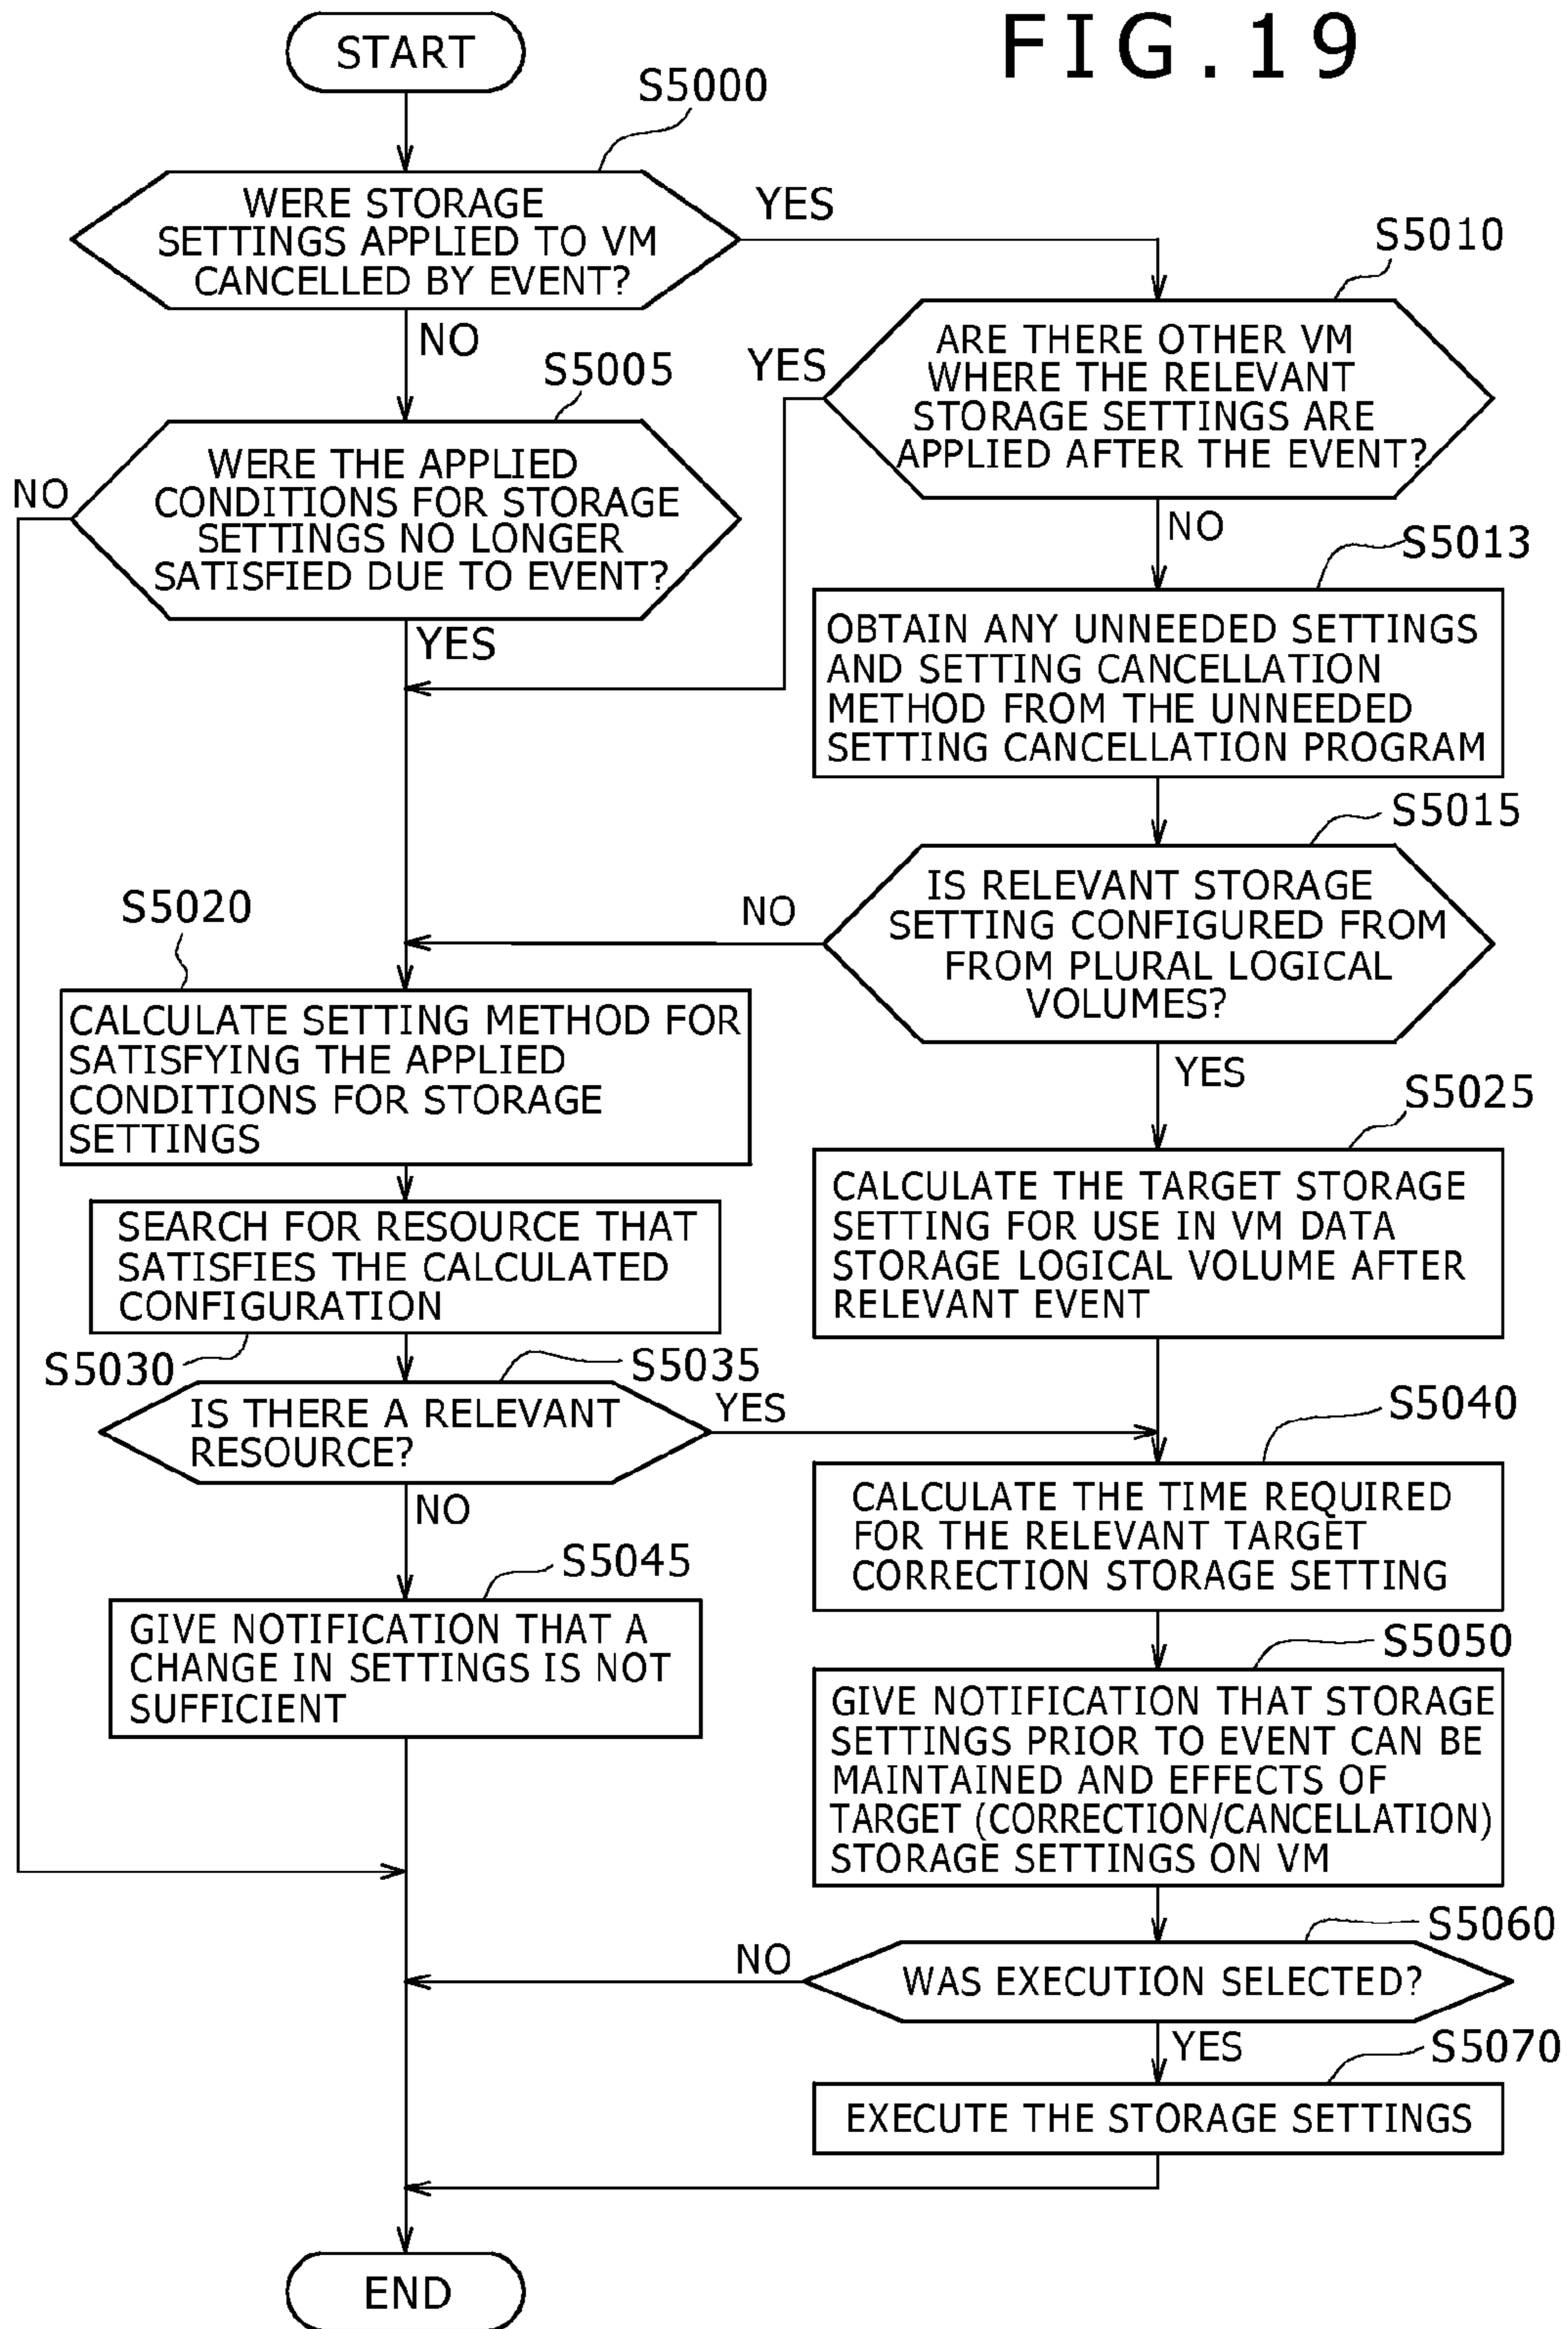 FIG.19
START
S5000
WERE STORAGE
SETTINGS APPLIED TO VM
CANCELLED BY EVENT?
YES
NO
S5010
ARE THERE OTHER VM
WHERE THE RELEVANT
STORAGE SETTINGS ARE
APPLIED AFTER THE EVENT?
YES
NO
S5005
WERE THE APPLIED
CONDITIONS FOR STORAGE
SETTINGS NO LONGER
SATISFIED DUE TO EVENT?
NO
YES
S5013
OBTAIN ANY UNNEEDED SETTINGS
AND SETTING CANCELLATION
METHOD FROM THE UNNEEDED
SETTING CANCELLATION PROGRAM
S5015
IS RELEVANT STORAGE
SETTING CONFIGURED FROM
FROM PLURAL LOGICAL
VOLUMES?
NO
YES
S5020
CALCULATE SETTING METHOD FOR
SATISFYING THE APPLIED
CONDITIONS FOR STORAGE
SETTINGS
S5025
CALCULATE THE TARGET STORAGE
SETTING FOR USE IN VM DATA
STORAGE LOGICAL VOLUME AFTER
RELEVANT EVENT
SEARCH FOR RESOURCE THAT
SATISFIES THE CALCULATED
CONFIGURATION
S5030
S5035
IS THERE A RELEVANT
RESOURCE?
YES
NO
S5040
CALCULATE THE TIME REQUIRED
FOR THE RELEVANT TARGET
CORRECTION STORAGE SETTING
S5045
GIVE NOTIFICATION THAT A
CHANGE IN SETTINGS IS NOT
SUFFICIENT
S5050
GIVE NOTIFICATION THAT STORAGE
SETTINGS PRIOR TO EVENT CAN BE
MAINTAINED AND EFFECTS OF
TARGET (CORRECTION/CANCELLATION)
STORAGE SETTINGS ON VM
S5060
WAS EXECUTION SELECTED?
NO
YES
S5070
EXECUTE THE STORAGE SETTINGS
END